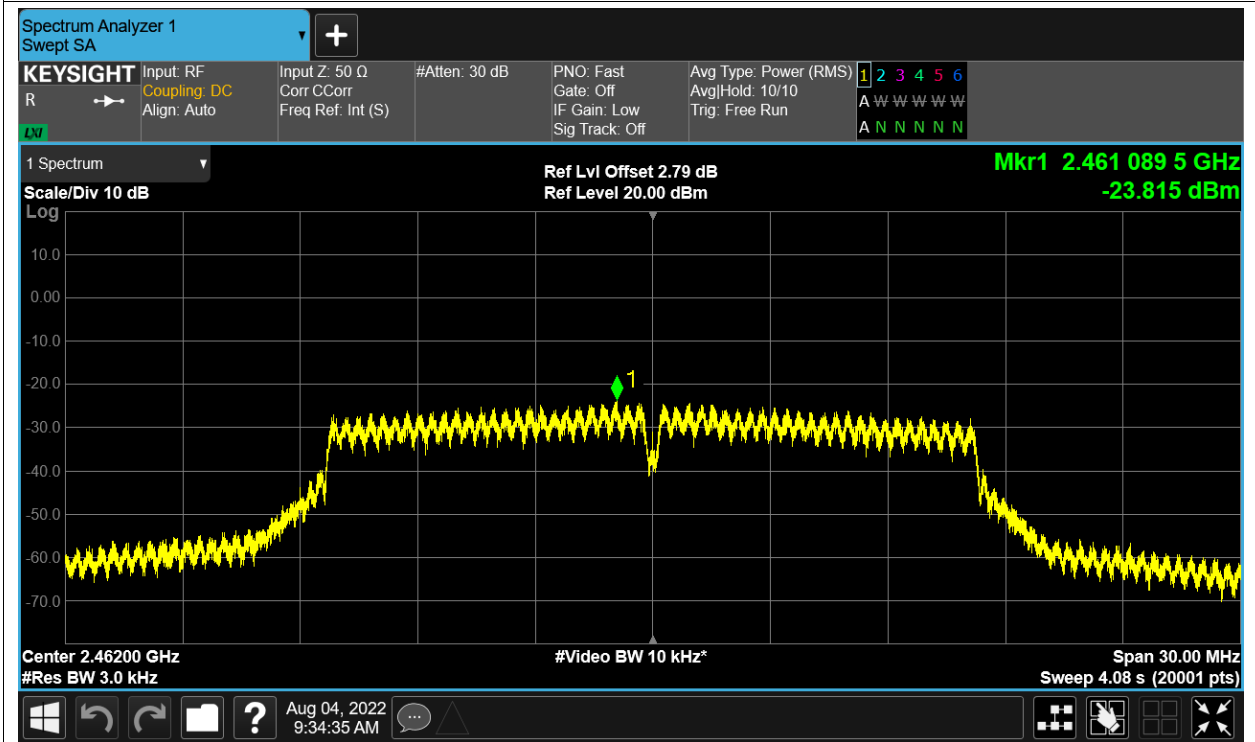 Spectrum Analyzer 1
Swept SA
+
KEYSIGHT
R
LXI
Input: RF
Coupling: DC
Align: Auto
Input Z: 50 Ω
Corr CCorr
Freq Ref: Int (S)
#Atten: 30 dB
PNO: Fast
Gate: Off
IF Gain: Low
Sig Track: Off
Avg Type: Power (RMS)
Avg|Hold: 10/10
Trig: Free Run
1 2 3 4 5 6
A W W W W W
A N N N N N
1 Spectrum
Scale/Div 10 dB
Ref Lvl Offset 2.79 dB
Ref Level 20.00 dBm
Mkr1 2.461 089 5 GHz
-23.815 dBm
Log
10.0
0.00
-10.0
-20.0
-30.0
-40.0
-50.0
-60.0
-70.0
1
Center 2.46200 GHz
#Res BW 3.0 kHz
#Video BW 10 kHz*
Span 30.00 MHz
Sweep 4.08 s (20001 pts)
?
Aug 04, 2022
9:34:35 AM